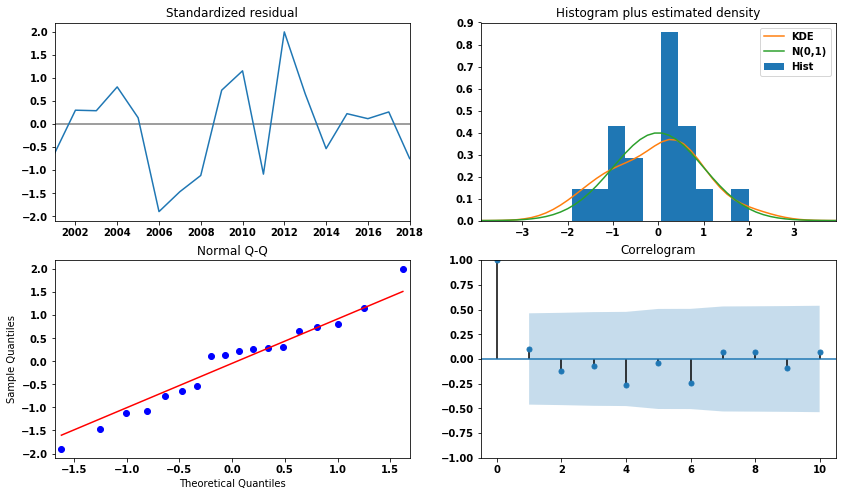 Standardized residual
2.0
1.5
1.0
0.5
0.0
−0.5
−1.0
−1.5
−2.0
2002 2004 2006 2008 2010 2012 2014 2016 2018
Histogram plus estimated density
0.9
0.8
0.7
0.6
0.5
0.4
0.3
0.2
0.1
0.0
KDE
N(0,1)
Hist
−3 −2 −1 0 1 2 3
Normal Q-Q
Sample Quantiles
2.0
1.5
1.0
0.5
0.0
−0.5
−1.0
−1.5
−2.0
−1.5 −1.0 −0.5 0.0 0.5 1.0 1.5
Theoretical Quantiles
Correlogram
1.00
0.75
0.50
0.25
0.00
−0.25
−0.50
−0.75
−1.00
0 2 4 6 8 10